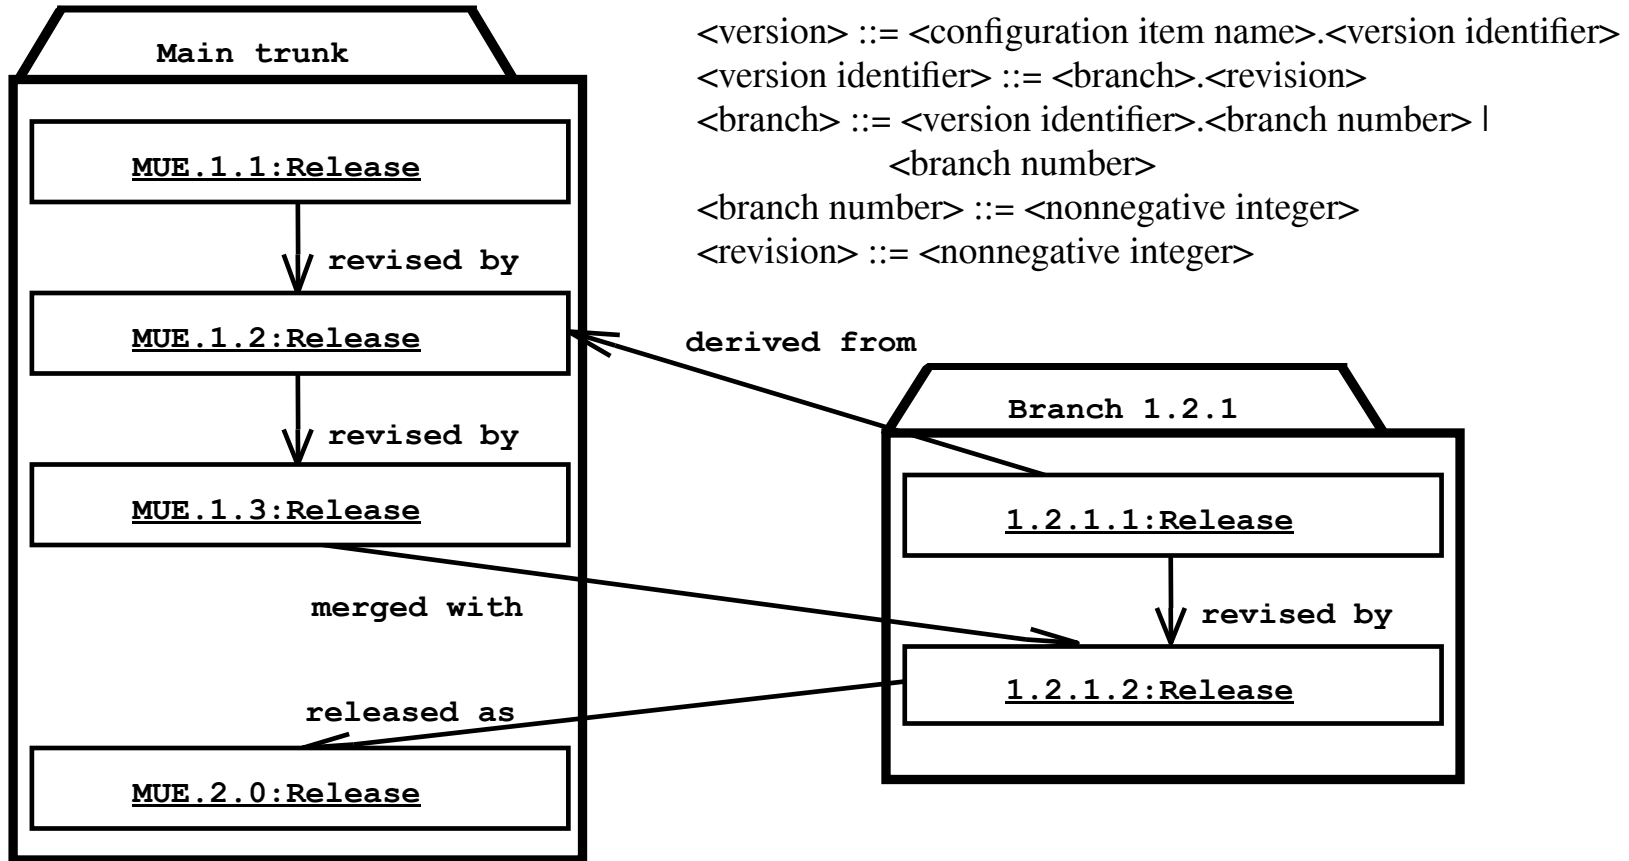 Main trunk
MUE.1.1:Release
revised by
MUE.1.2:Release
revised by
MUE.1.3:Release
merged with
released as
MUE.2.0:Release
<version> ::= <configuration item name>.<version identifier>
<version identifier> ::= <branch>.<revision>
<branch> ::= <version identifier>.<branch number> |
<branch number>
<branch number> ::= <nonnegative integer>
<revision> ::= <nonnegative integer>
derived from
Branch 1.2.1
1.2.1.1:Release
revised by
1.2.1.2:Release